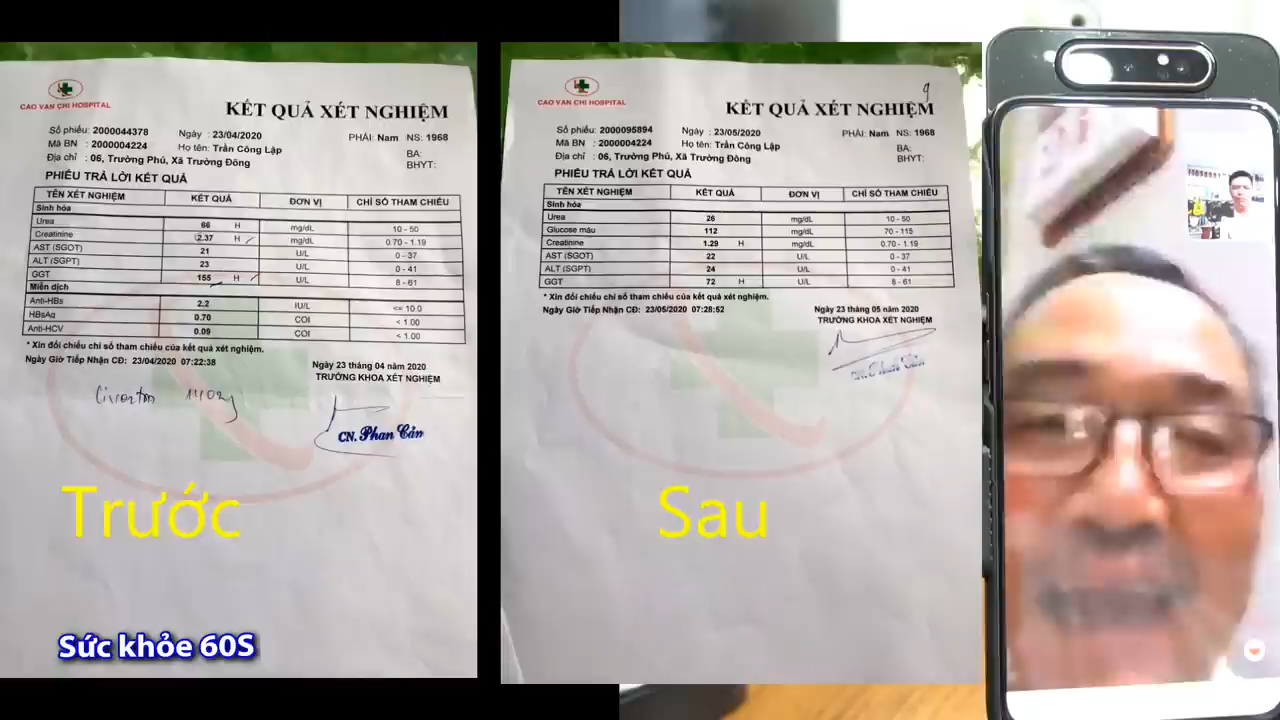 CAO VAN CHI HOSPITAL
KẾT QUẢ XÉT NGHIỆM
Số phiếu: 2000044378 Ngày : 23/04/2020 PHÁI: Nam NS: 1968
Mã BN : 2000004224 Họ tên: Trần Công Lập BA:
Địa chỉ : 06, Trường Phú, Xã Trường Đông BHYT:
PHIẾU TRẢ LỜI KẾT QUẢ
TÊN XÉT NGHIỆM KẾT QUẢ ĐƠN VỊ CHỈ SỐ THAM CHIẾU
Sinh hóa
Urea 66 H mg/dL 10 - 50
Creatinine 2.37 H mg/dL 0.70 - 1.19
AST (SGOT) 21 U/L 0 - 37
ALT (SGPT) 23 U/L 0 - 41
GGT 155 H U/L 8 - 61
Miễn dịch
Anti-HBs 2.2 IU/L <= 10.0
HBsAg 0.70 COI < 1.00
Anti-HCV 0.09 COI < 1.00
* Xin đối chiếu chỉ số tham chiếu của kết quả xét nghiệm.
Ngày Giờ Tiếp Nhận CĐ: 23/04/2020 07:22:38 Ngày 23 tháng 04 năm 2020
TRƯỞNG KHOA XÉT NGHIỆM
CN. Phan Cản
Trước
Sức khỏe 60S
9
CAO VAN CHI HOSPITAL
KẾT QUẢ XÉT NGHIỆM
Số phiếu: 2000095894 Ngày : 23/05/2020 PHÁI: Nam NS: 1968
Mã BN : 2000004224 Họ tên: Trần Công Lập BA:
Địa chỉ : 06, Trường Phú, Xã Trường Đông BHYT:
PHIẾU TRẢ LỜI KẾT QUẢ
TÊN XÉT NGHIỆM KẾT QUẢ ĐƠN VỊ CHỈ SỐ THAM CHIẾU
Sinh hóa
Urea 26 mg/dL 10 - 50
Glucose máu 112 mg/dL 70 - 115
Creatinine 1.29 H mg/dL 0.70 - 1.19
AST (SGOT) 22 U/L 0 - 37
ALT (SGPT) 24 U/L 0 - 41
GGT 72 H U/L 8 - 61
* Xin đối chiếu chỉ số tham chiếu của kết quả xét nghiệm.
Ngày Giờ Tiếp Nhận CĐ: 23/05/2020 07:28:52 Ngày 23 tháng 05 năm 2020
TRƯỞNG KHOA XÉT NGHIỆM
Sau